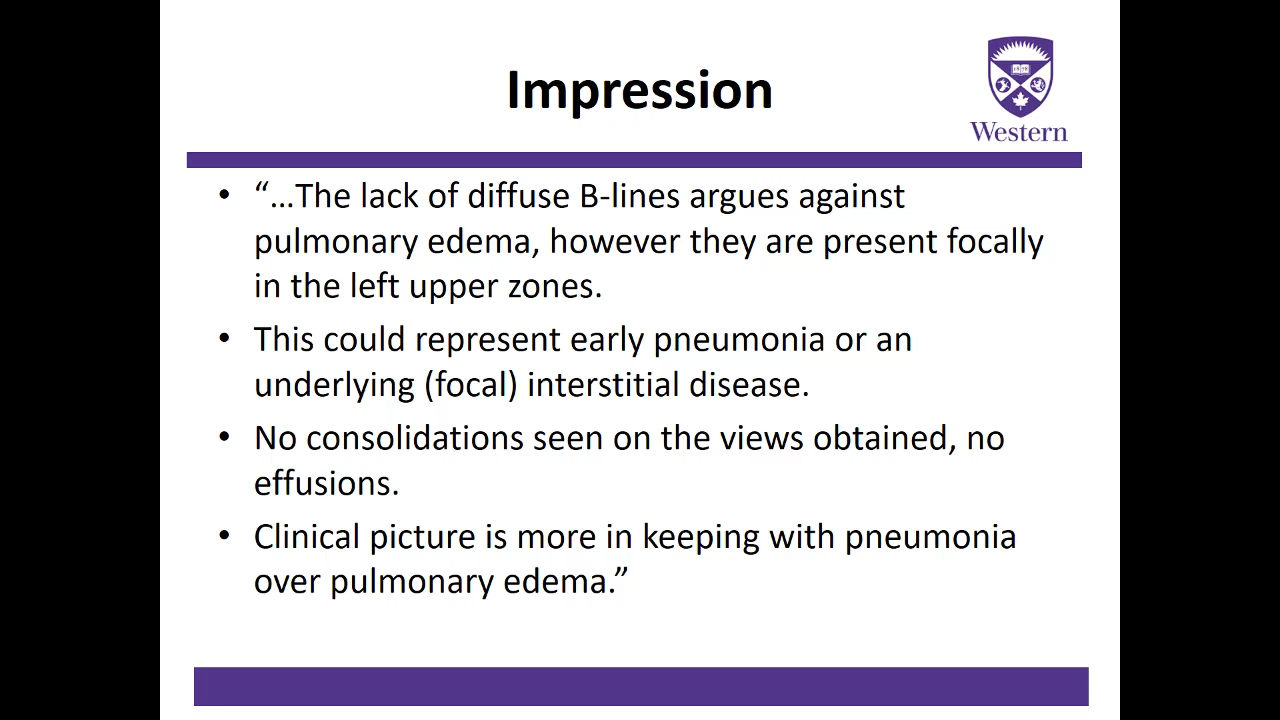 Impression
Western
• “…The lack of diffuse B-lines argues against
pulmonary edema, however they are present focally
in the left upper zones.
• This could represent early pneumonia or an
underlying (focal) interstitial disease.
• No consolidations seen on the views obtained, no
effusions.
• Clinical picture is more in keeping with pneumonia
over pulmonary edema.”